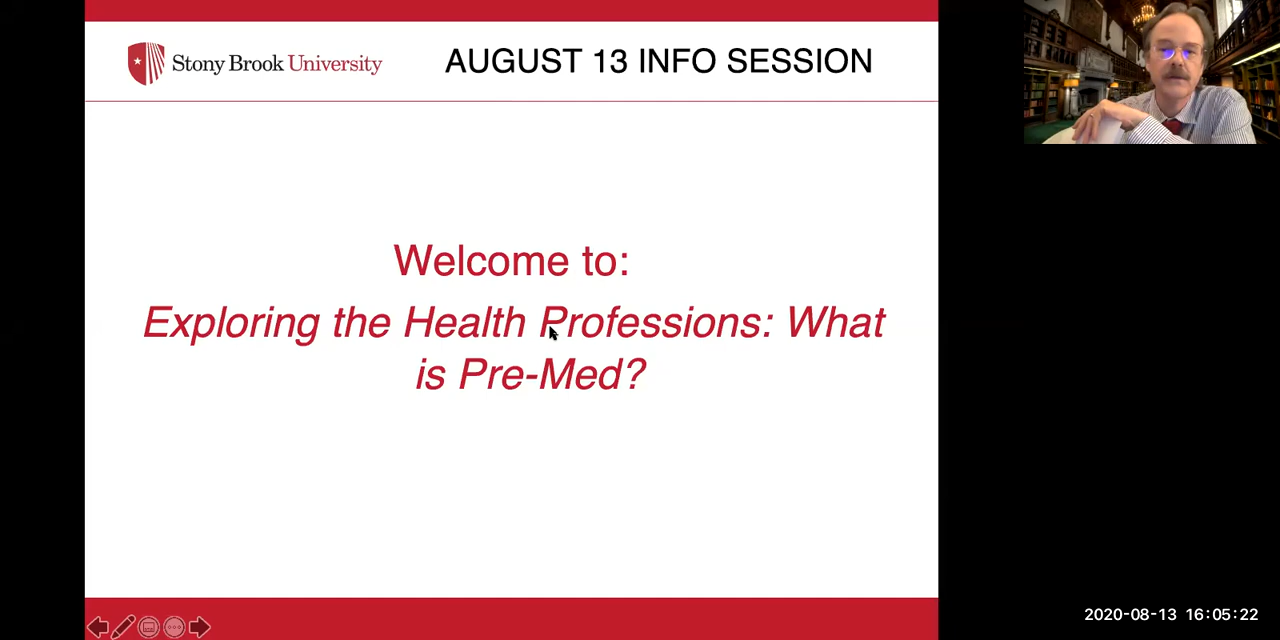 Stony Brook University
AUGUST 13 INFO SESSION
Welcome to:
Exploring the Health Professions: What
is Pre-Med?
2020-08-13 16:05:22